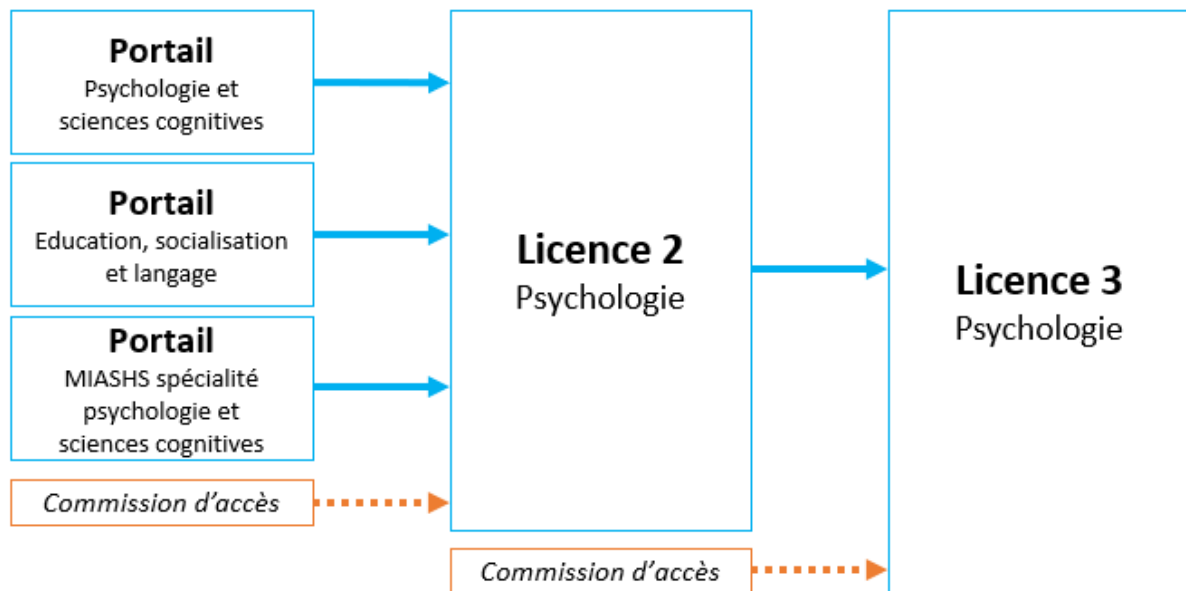 Portail
Psychologie et
sciences cognitives
Portail
Education, socialisation
et langage
Portail
MIASHS spécialité
psychologie et
sciences cognitives
Commission d’accès
Licence 2
Psychologie
Commission d’accès
Licence 3
Psychologie